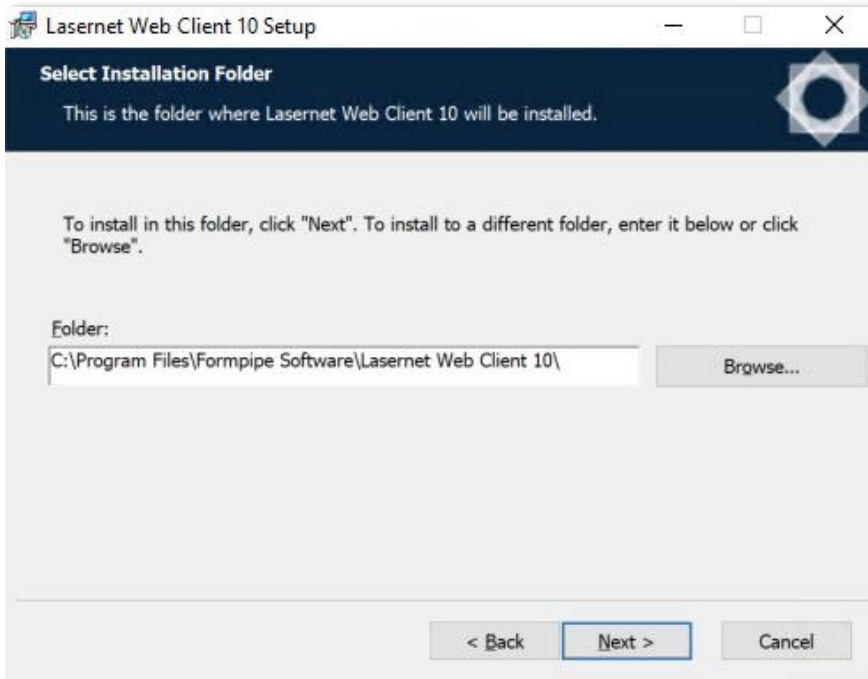 Lasernet Web Client 10 Setup
Select Installation Folder
This is the folder where Lasernet Web Client 10 will be installed.
To install in this folder, click "Next". To install to a different folder, enter it below or click
"Browse".
Folder:
C:\Program Files\Formpipe Software\Lasernet Web Client 10\
Browse...
< Back
Next >
Cancel